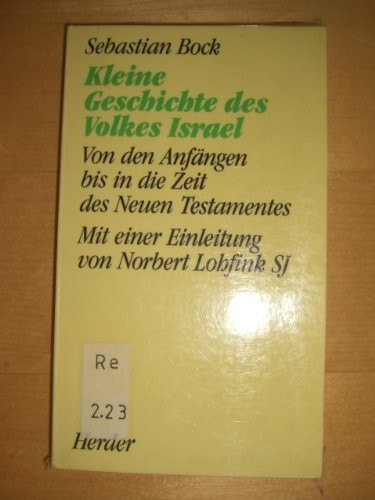 Sebastian Bock
Kleine
Geschichte des
Volkes Israel
Von den Anfängen
bis in die Zeit
des Neuen Testamentes
Mit einer Einleitung
von Norbert Lohfink SJ
Re
2.23
Herder